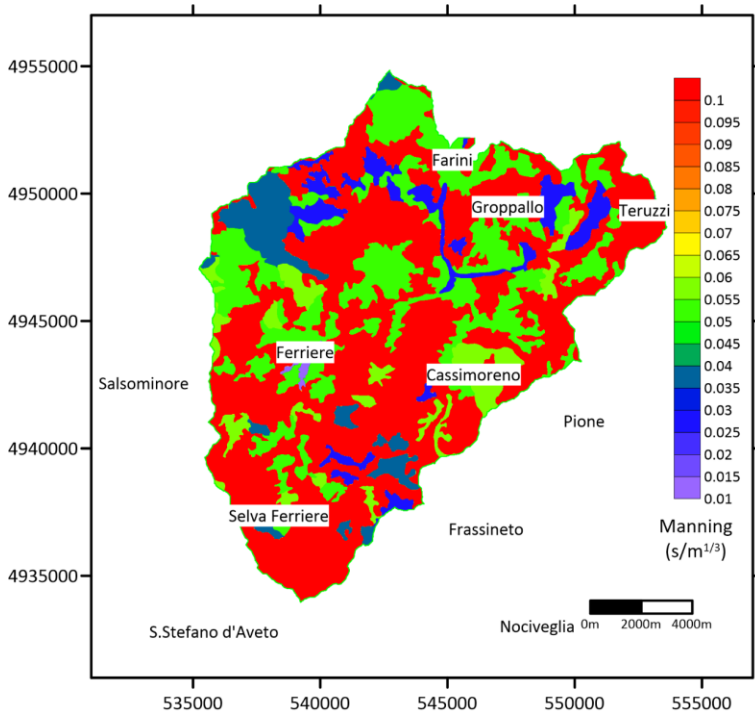 4955000
4950000
4945000
4940000
4935000
535000
540000
545000
550000
555000
Farini
Groppallo
Teruzzi
Ferriere
Cassimoreno
Salsominore
Pione
Selva Ferriere
Frassineto
Nociveglia
S.Stefano d'Aveto
0.1
0.095
0.09
0.085
0.08
0.075
0.07
0.065
0.06
0.055
0.05
0.045
0.04
0.035
0.03
0.025
0.02
0.015
0.01
Manning
(s/m^1/3)
0m 2000m 4000m